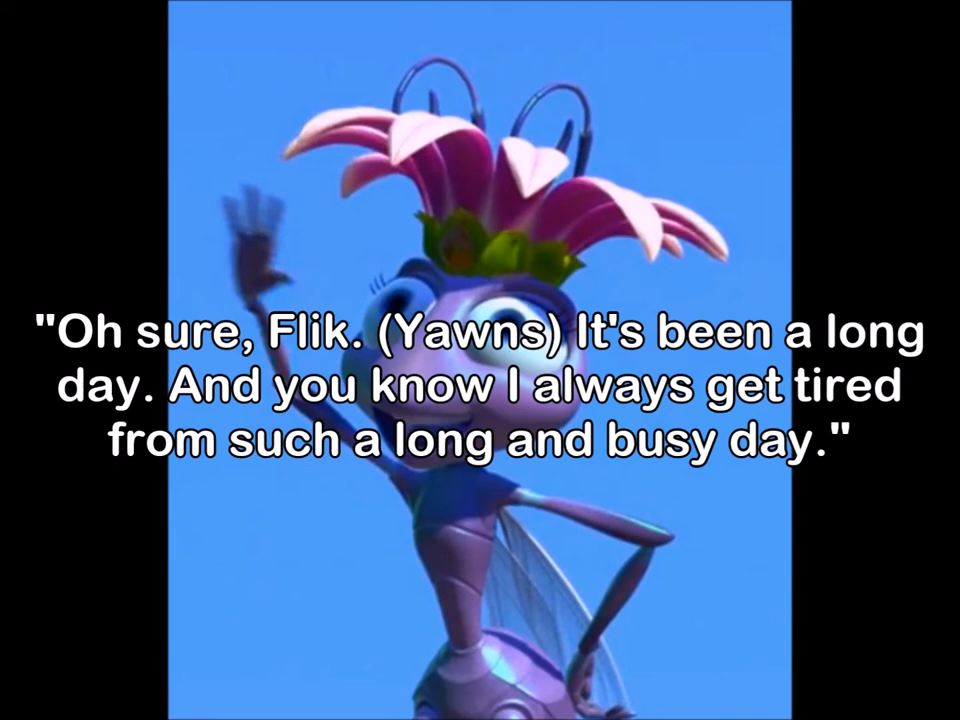 "Oh sure, Flik. (Yawns) It's been a long
day. And you know I always get tired
from such a long and busy day."